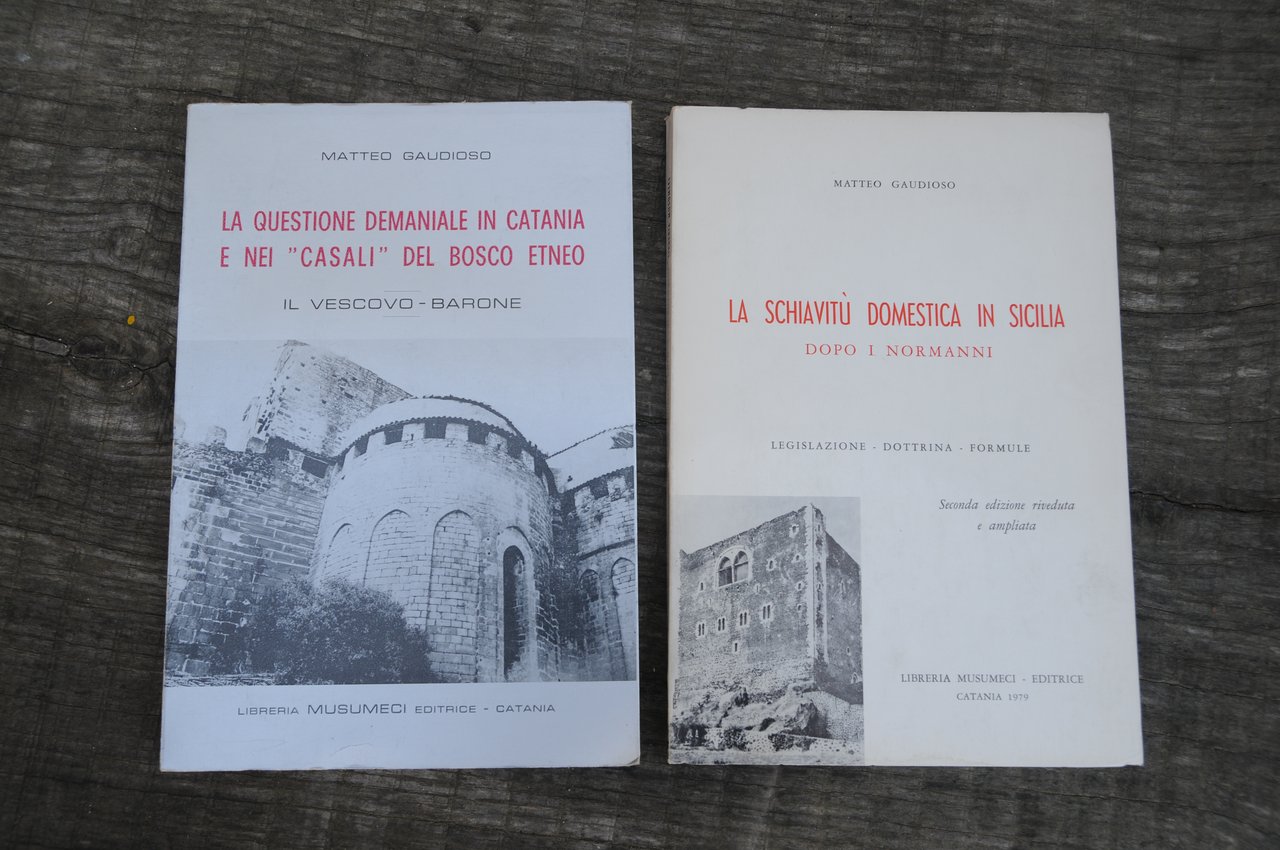 MATTEO GAUDIOSO
LA QUESTIONE DEMANIALE IN CATANIA
E NEI "CASALI" DEL BOSCO ETNEO
IL VESCOVO - BARONE
LIBRERIA MUSUMECI EDITRICE - CATANIA
MATTEO GAUDIOSO
LA SCHIAVITÙ DOMESTICA IN SICILIA
DOPO I NORMANNI
LEGISLAZIONE - DOTTRINA - FORMULE
Seconda edizione riveduta
e ampliata
LIBRERIA MUSUMECI - EDITRICE
CATANIA 1979